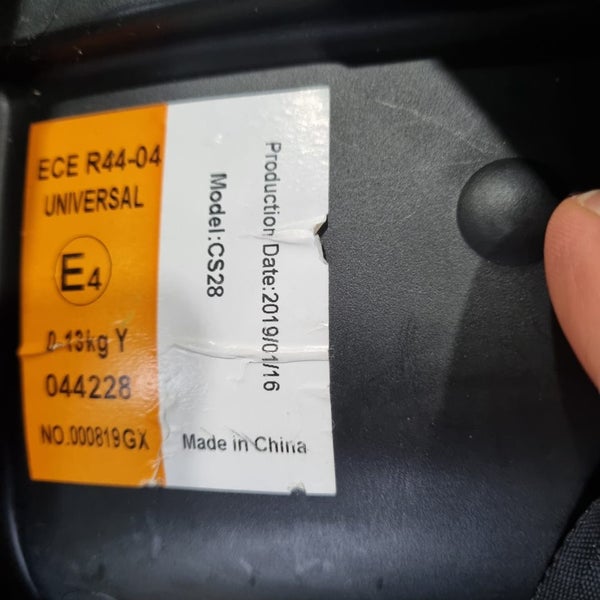 ECE R44-04
UNIVERSAL
E4
0-13kg Y
044228
NO.000819GX
Model:CS28
Production Date:2019/01/16
Made in China